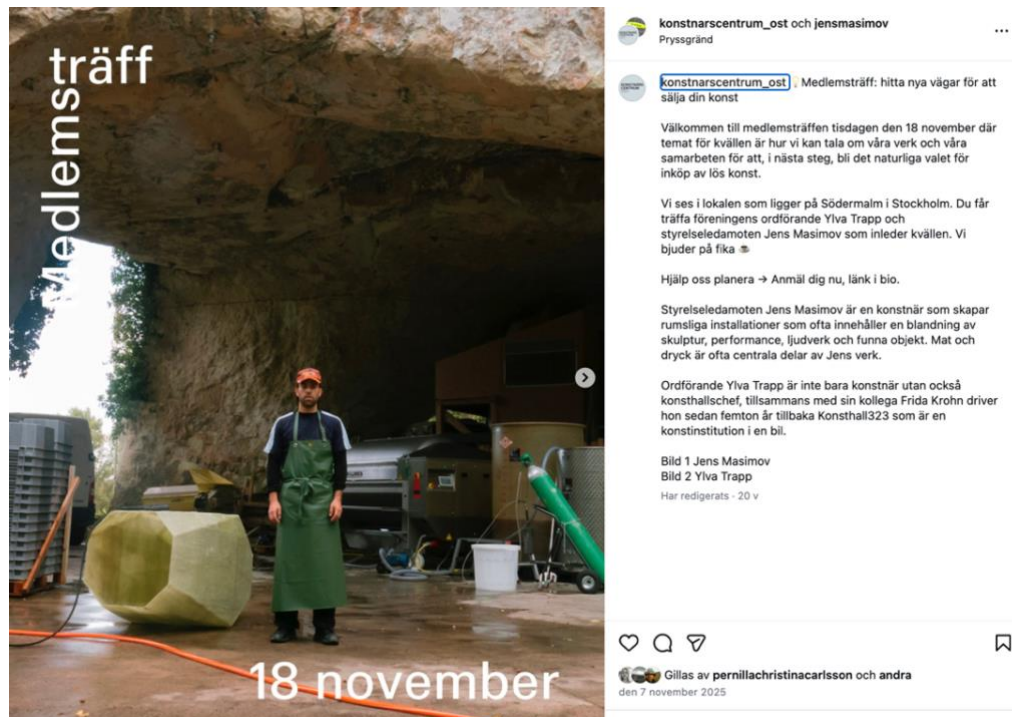 Medlemsträff
18 november
konstnarscentrum_ost och jensmasimov
Pryssgränd
konstnarscentrum_ost Medlemsträff: hitta nya vägar för att
sälja din konst
Välkommen till medlemsträffen tisdagen den 18 november där
temat för kvällen är hur vi kan tala om våra verk och våra
samarbeten för att, i nästa steg, bli det naturliga valet för
inköp av lös konst.
Vi ses i lokalen som ligger på Södermalm i Stockholm. Du får
träffa föreningens ordförande Ylva Trapp och
styrelseledamoten Jens Masimov som inleder kvällen. Vi
bjuder på fika ☕
Hjälp oss planera → Anmäl dig nu, länk i bio.
Styrelseledamoten Jens Masimov är en konstnär som skapar
rumsliga installationer som ofta innehåller en blandning av
skulptur, performance, ljudverk och funna objekt. Mat och
dryck är ofta centrala delar av Jens verk.
Ordförande Ylva Trapp är inte bara konstnär utan också
konsthallschef, tillsammans med sin kollega Frida Krohn driver
hon sedan femton år tillbaka Konsthall323 som är en
konstinstitution i en bil.
Bild 1 Jens Masimov
Bild 2 Ylva Trapp
Har redigerats · 20 v
Gillas av pernillachristinacarlsson och andra
den 7 november 2025